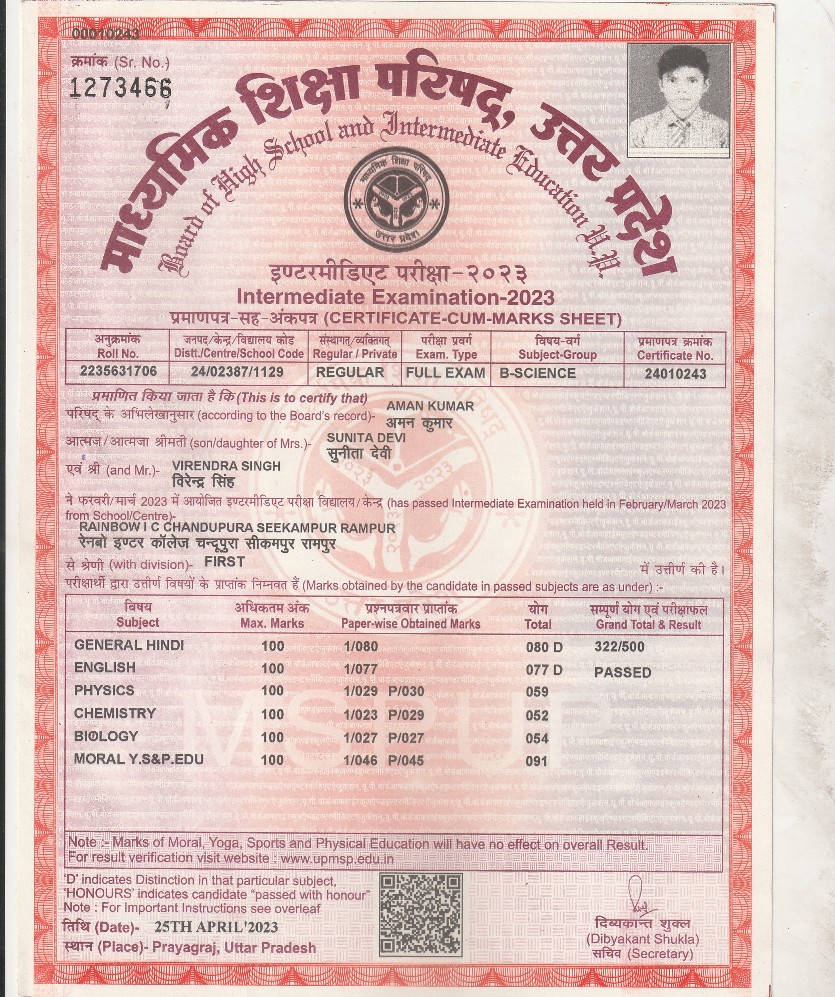 00010243
क्रमांक (Sr. No.)
1273466
माध्यमिक शिक्षा परिषद्, उत्तर प्रदेश
Board of High School and Intermediate Education U.P.
माध्यमिक शिक्षा परिषद्
उत्तर प्रदेश
इण्टरमीडिएट परीक्षा-२०२३
Intermediate Examination-2023
प्रमाणपत्र-सह-अंकपत्र (CERTIFICATE-CUM-MARKS SHEET)
अनुक्रमांक जनपद/केन्द्र/विद्यालय कोड संस्थागत/व्यक्तिगत परीक्षा प्रवर्ग विषय-वर्ग प्रमाणपत्र क्रमांक
Roll No. Distt./Centre/School Code Regular / Private Exam. Type Subject-Group Certificate No.
2235631706 24/02387/1129 REGULAR FULL EXAM B-SCIENCE 24010243
प्रमाणित किया जाता है कि (This is to certify that)
AMAN KUMAR
परिषद् के अभिलेखानुसार (according to the Board's record)- अमन कुमार
SUNITA DEVI
आत्मज/आत्मजा श्रीमती (son/daughter of Mrs.)- सुनीता देवी
VIRENDRA SINGH
एवं श्री (and Mr.)- विरेन्द्र सिंह
ने फरवरी/मार्च 2023 में आयोजित इण्टरमीडिएट परीक्षा विद्यालय/केन्द्र (has passed Intermediate Examination held in February/March 2023
from School/Centre)-
RAINBOW I C CHANDUPURA SEEKAMPUR RAMPUR
रेनबो इण्टर कॉलेज चन्दूपुरा सीकमपुर रामपुर
से श्रेणी (with division)- FIRST में उत्तीर्ण की है।
परीक्षार्थी द्वारा उत्तीर्ण विषयों के प्राप्तांक निम्नवत हैं (Marks obtained by the candidate in passed subjects are as under) :-
विषय अधिकतम अंक प्रश्नपत्रवार प्राप्तांक योग सम्पूर्ण योग एवं परीक्षाफल
Subject Max. Marks Paper-wise Obtained Marks Total Grand Total & Result
GENERAL HINDI 100 1/080 080 D 322/500
ENGLISH 100 1/077 077 D PASSED
PHYSICS 100 1/029 P/030 059
CHEMISTRY 100 1/023 P/029 052
BIOLOGY 100 1/027 P/027 054
MORAL Y.S&P.EDU 100 1/046 P/045 091
MSPUP
Note :- Marks of Moral, Yoga, Sports and Physical Education will have no effect on overall Result.
For result verification visit website : www.upmsp.edu.in
'D' indicates Distinction in that particular subject,
'HONOURS' indicates candidate "passed with honour"
Note : For Important Instructions see overleaf
तिथि (Date)- 25TH APRIL'2023
स्थान (Place)- Prayagraj, Uttar Pradesh
दिव्यकान्त शुक्ल
(Dibyakant Shukla)
सचिव (Secretary)